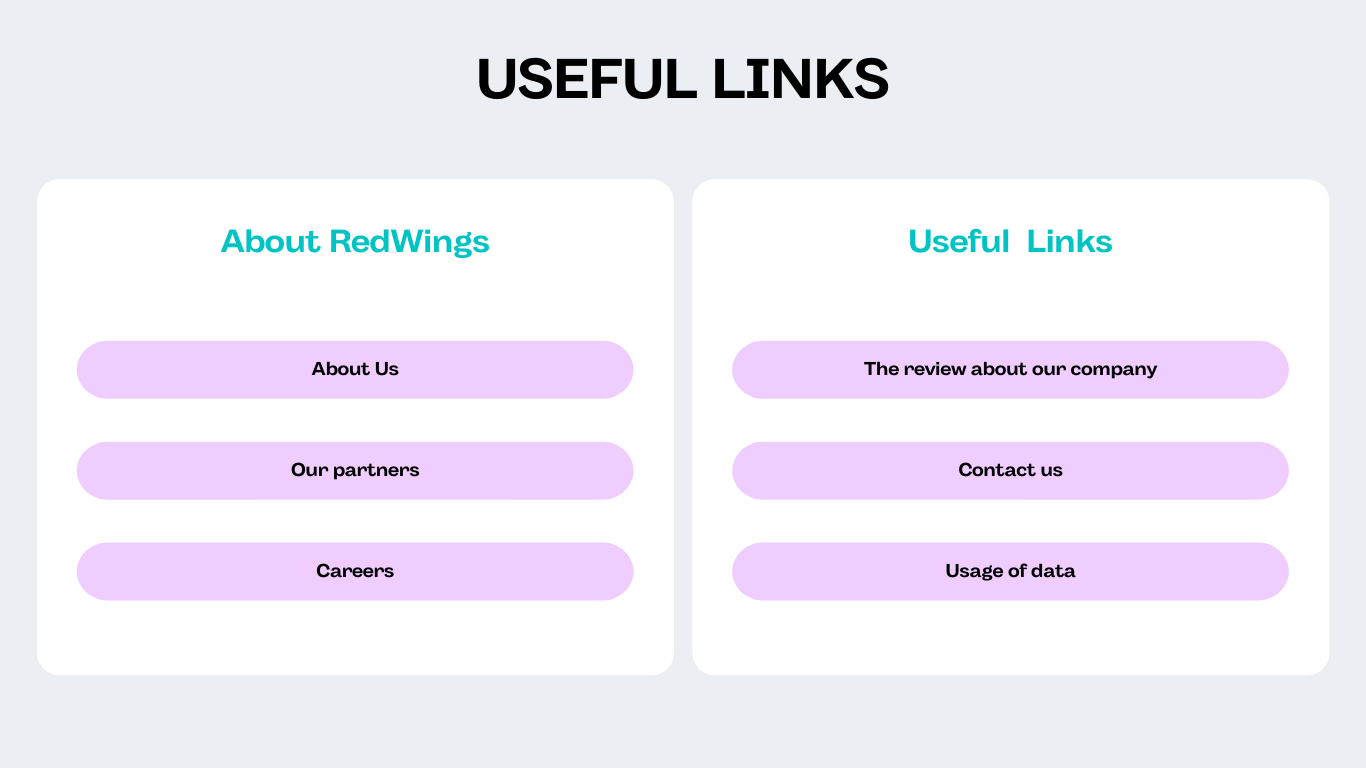 USEFUL LINKS
About RedWings
About Us
Our partners
Careers
Useful  Links
The review about our company
Contact us
Usage of data